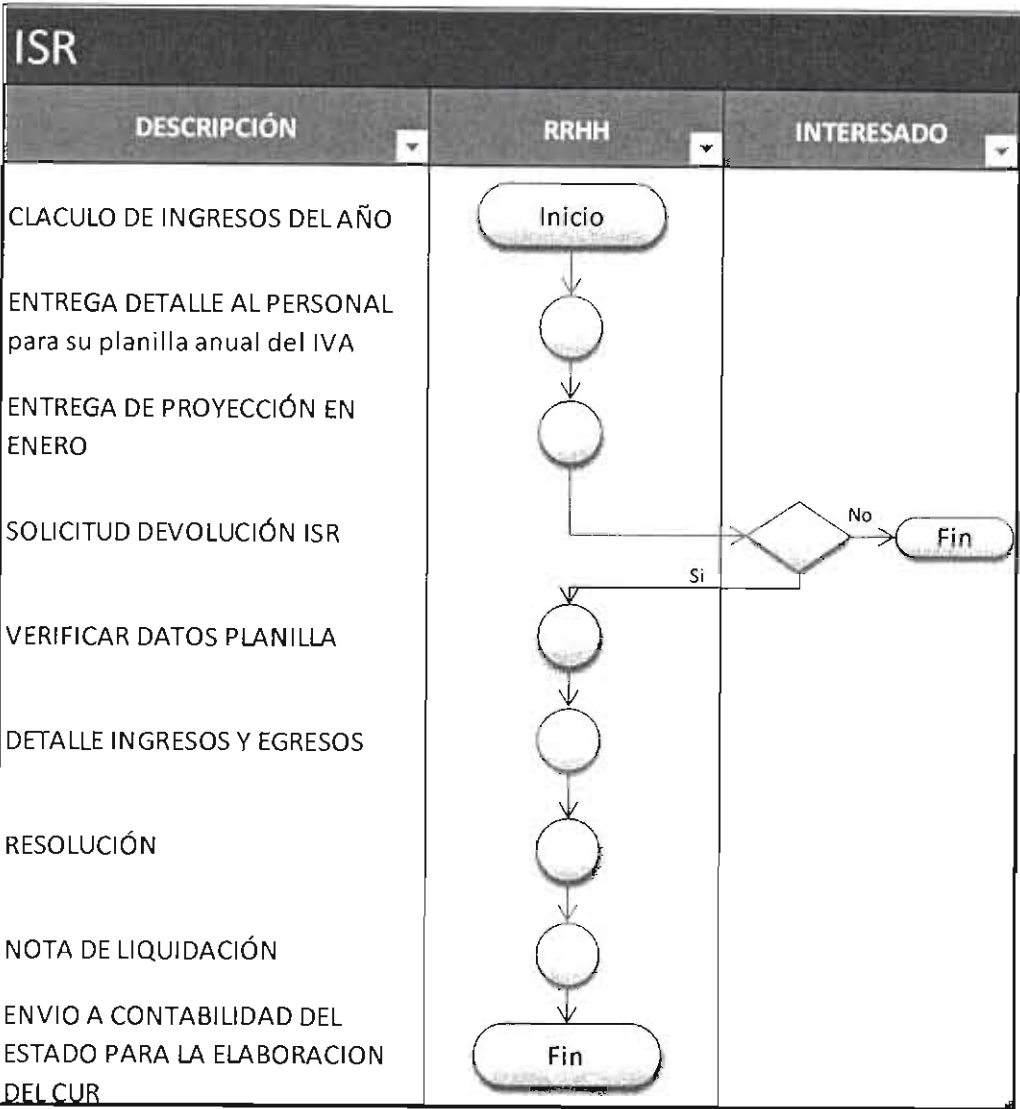 ISR
DESCRIPCIÓN
RRHH
INTERESADO
CLACULO DE INGRESOS DEL AÑO
Inicio
ENTREGA DETALLE AL PERSONAL
para su planilla anual del IVA
ENTREGA DE PROYECCIÓN EN
ENERO
SOLICITUD DEVOLUCIÓN ISR
No
Fin
Si
VERIFICAR DATOS PLANILLA
DETALLE INGRESOS Y EGRESOS
RESOLUCIÓN
NOTA DE LIQUIDACIÓN
ENVIO A CONTABILIDAD DEL
ESTADO PARA LA ELABORACION
DEL CUR
Fin